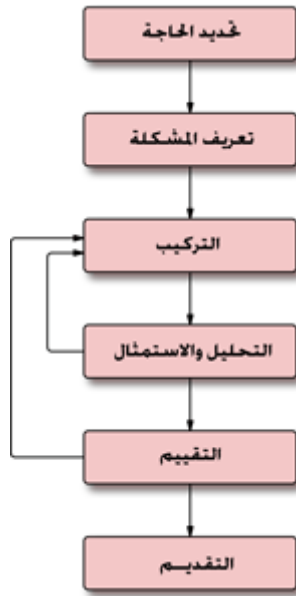 تحديد الحاجة
تعريف المشكلة
التركيب
التحليل والاستمثال
التقييم
التقديم